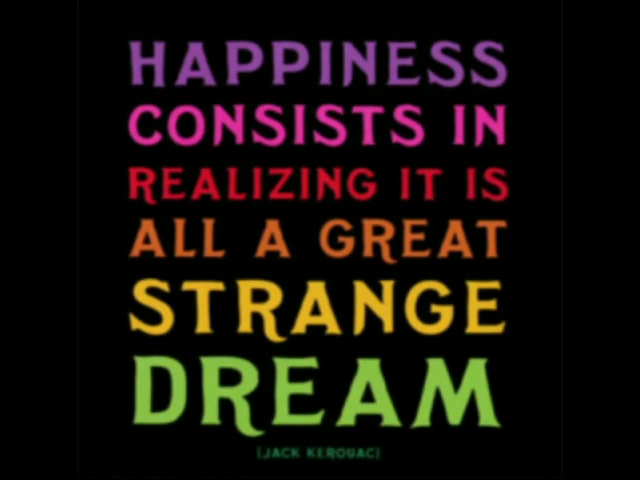 HAPPINESS
CONSISTS IN
REALIZING IT IS
ALL A GREAT
STRANGE
DREAM
(JACK KEROUAC)